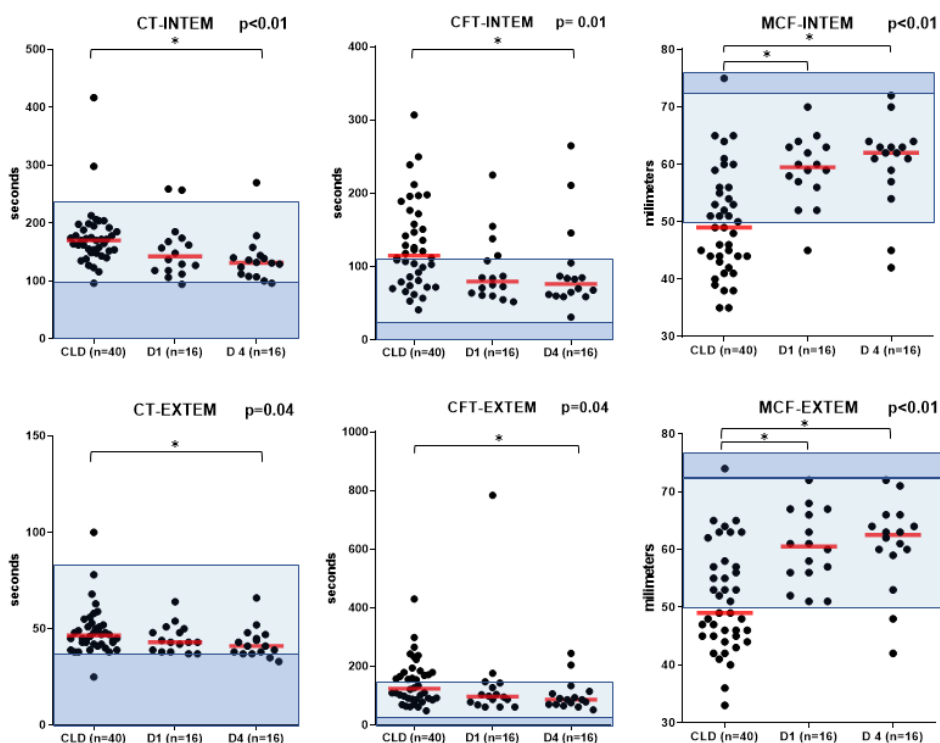 CT-INTEM p<0.01
*
500
400
300
200
100
0
seconds
CLD (n=40) D1 (n=16) D 4 (n=16)
CFT-INTEM p= 0.01
*
400
300
200
100
0
seconds
CLD (n=40) D1 (n=16) D4 (n=16)
MCF-INTEM p<0.01
*
*
80
70
60
50
40
30
milimeters
CLD (n=40) D1 (n=16) D 4 (n=16)
CT-EXTEM p=0.04
*
150
100
50
0
seconds
CLD (n=40) D1 (n=16) D 4 (n=16)
CFT-EXTEM p=0.04
*
1000
800
600
400
200
0
seconds
CLD (n=40) D1 (n=16) D4 (n=16)
MCF-EXTEM p<0.01
*
*
80
70
60
50
40
30
milimeters
CLD (n=40) D1 (n=16) D 4 (n=16)